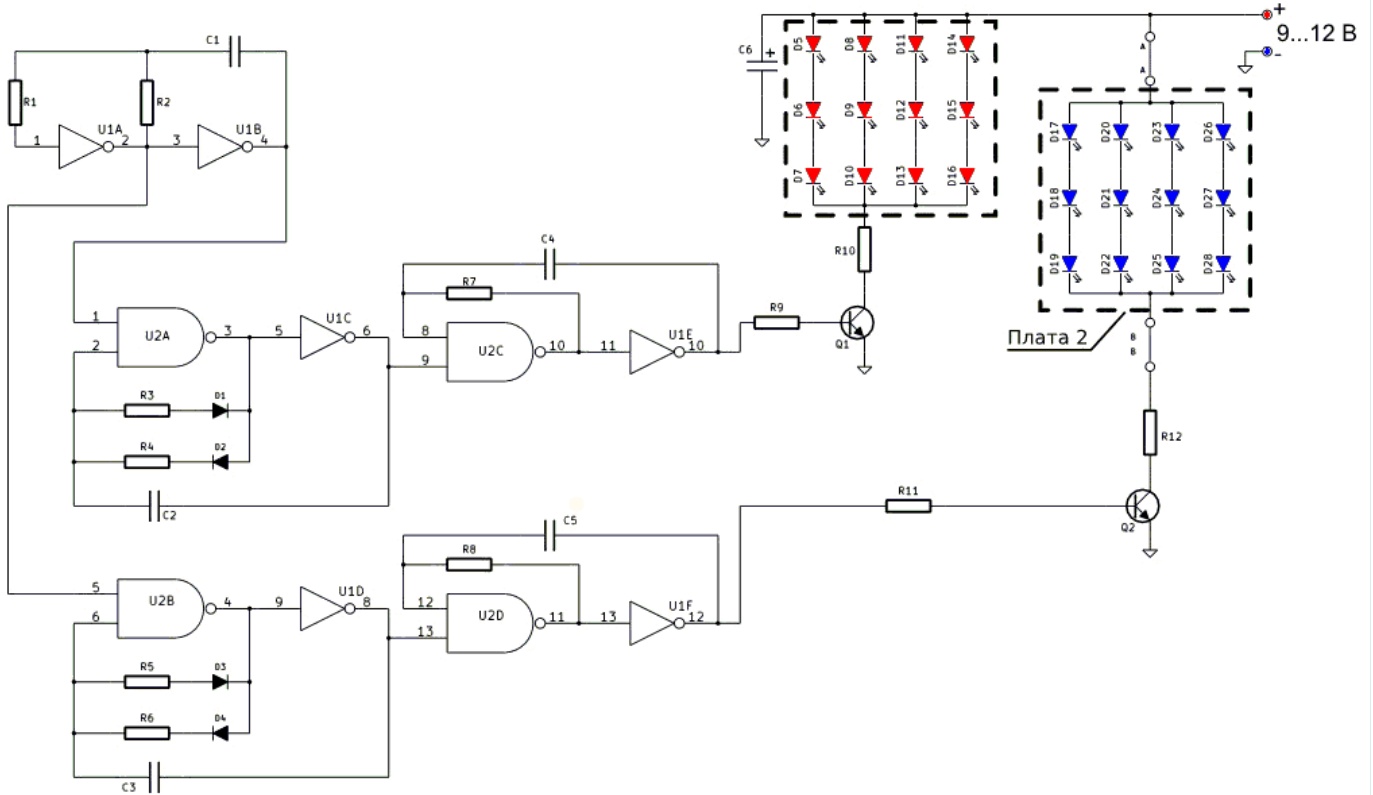 C1
R1
R2
U1A
U1B
1
2
3
4
C6
+
D5
D8
D11
D14
D6
D9
D12
D15
D7
D10
D13
D16
+
9...12 В
-
A
A
D17
D20
D23
D26
D18
D21
D24
D27
D19
D22
D25
D28
Плата 2
B
B
R10
R9
Q1
R12
R11
Q2
1
2
U2A
3
5
U1C
6
R3
D1
R4
D2
C2
C4
R7
8
9
U2C
10
11
U1E
10
5
6
U2B
4
9
U1D
8
R5
D3
R6
D4
C3
C5
R8
12
13
U2D
11
13
U1F
12